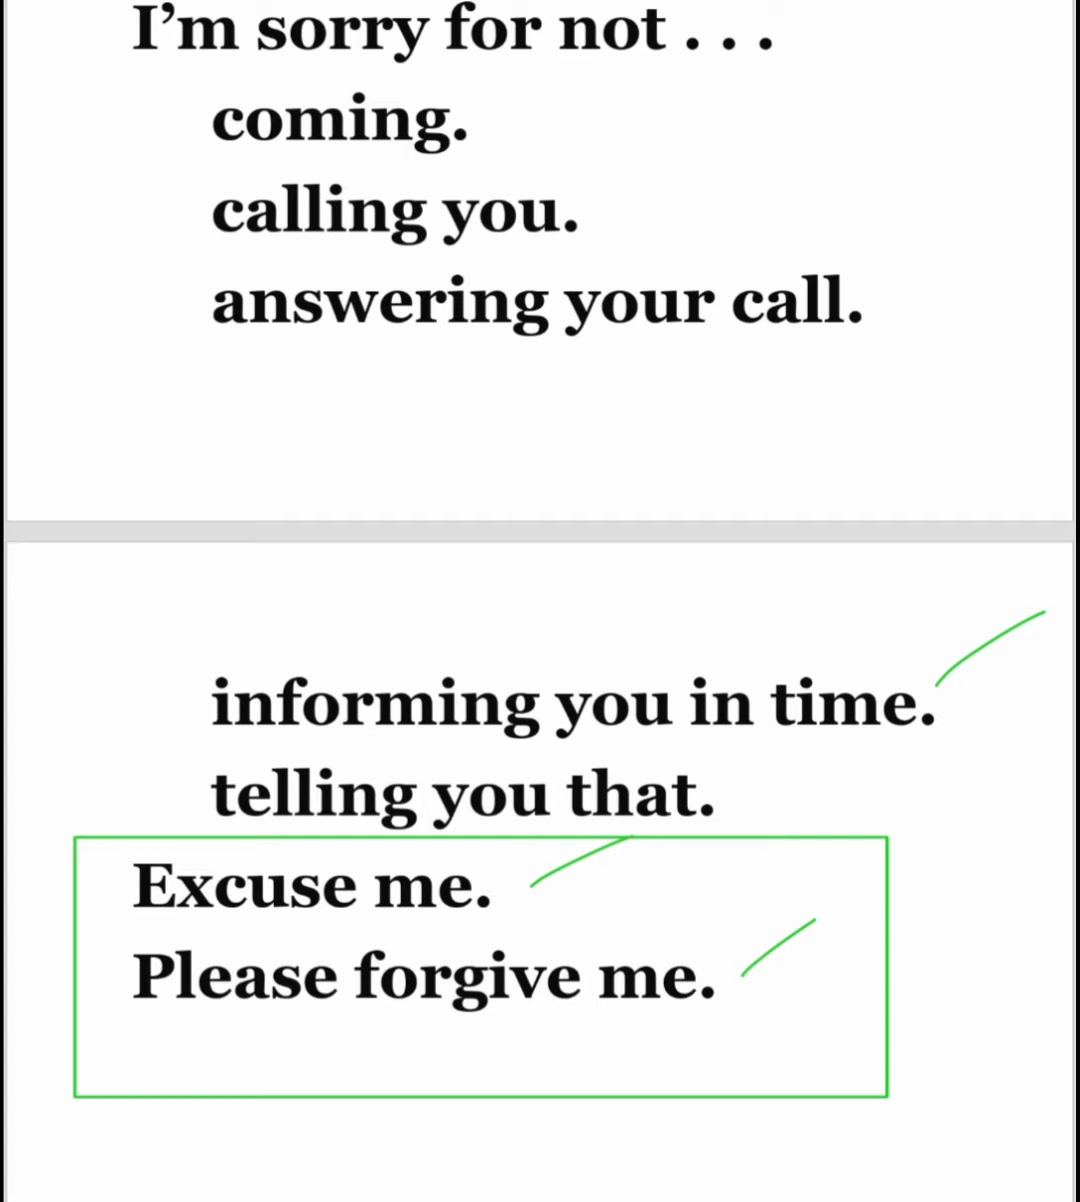 I’m sorry for not . . .
coming.
calling you.
answering your call.
informing you in time.
telling you that.
Excuse me.
Please forgive me.